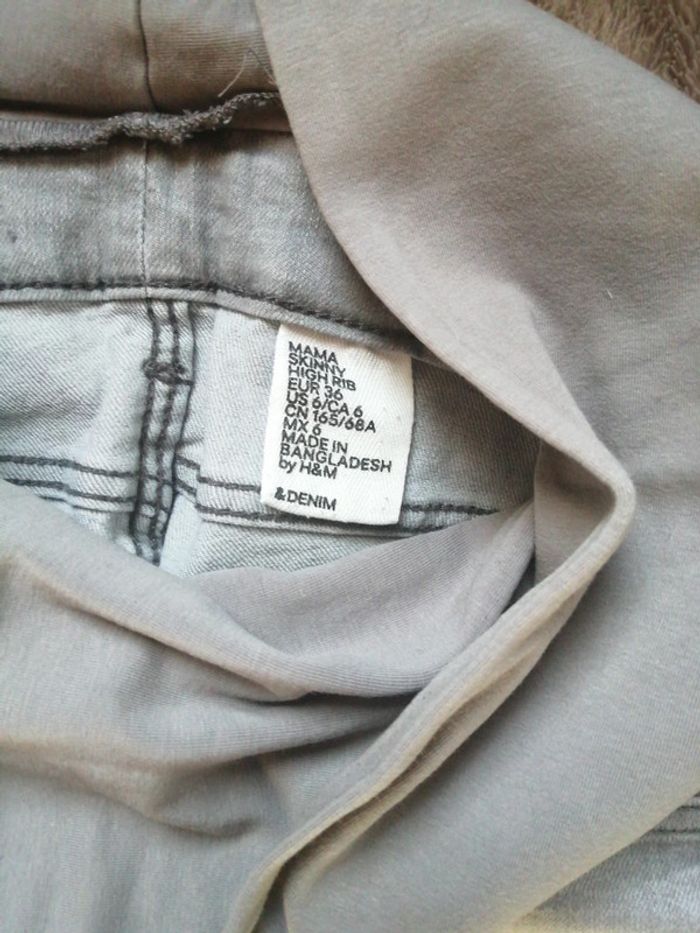 MAMA
SKINNY
HIGH RIB
EUR 36
US 6/CA 6
CN 165/68A
MX 6
MADE IN
BANGLADESH
by H&M
&DENIM